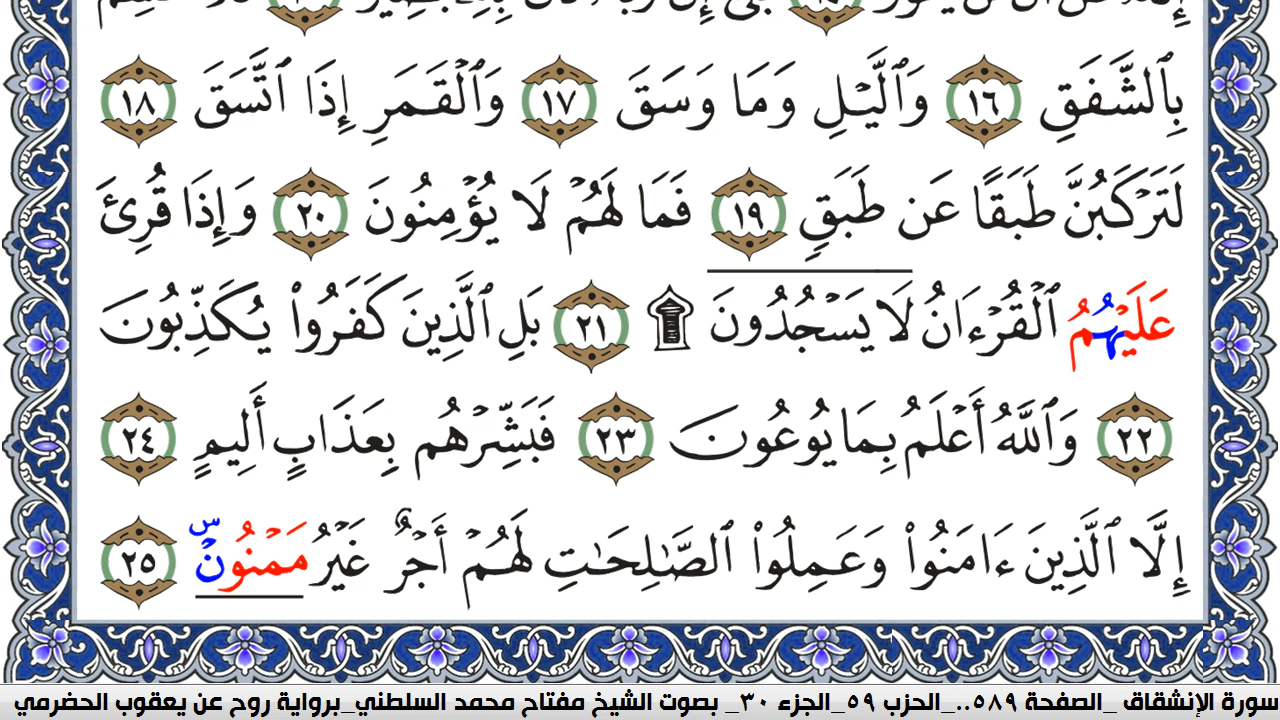 بِٱلشَّفَقِ ١٦ وَٱلَّيۡلِ وَمَا وَسَقَ ١٧ وَٱلۡقَمَرِ إِذَا ٱتَّسَقَ ١٨
لَتَرۡكَبُنَّ طَبَقًا عَن طَبَقٖ ١٩ فَمَا لَهُمۡ لَا يُؤۡمِنُونَ ٢٠ وَإِذَا قُرِئَ
عَلَيۡهُمُ ٱلۡقُرۡءَانُ لَا يَسۡجُدُونَ ۩ ٢١ بَلِ ٱلَّذِينَ كَفَرُواْ يُكَذِّبُونَ
٢٢ وَٱللَّهُ أَعۡلَمُ بِمَا يُوعُونَ ٢٣ فَبَشِّرۡهُم بِعَذَابٍ أَلِيمٍ ٢٤
إِلَّا ٱلَّذِينَ ءَامَنُواْ وَعَمِلُواْ ٱلصَّٰلِحَٰتِ لَهُمۡ أَجۡرٌ غَيۡرُ مَمۡنُونٍ ٢٥
سورة الإنشقاق _الصفحة ٥٨٩.._الحزب ٥٩_الجزء ٣٠_ بصوت الشيخ مفتاح محمد السلطني_برواية روح عن يعقوب الحضرمي